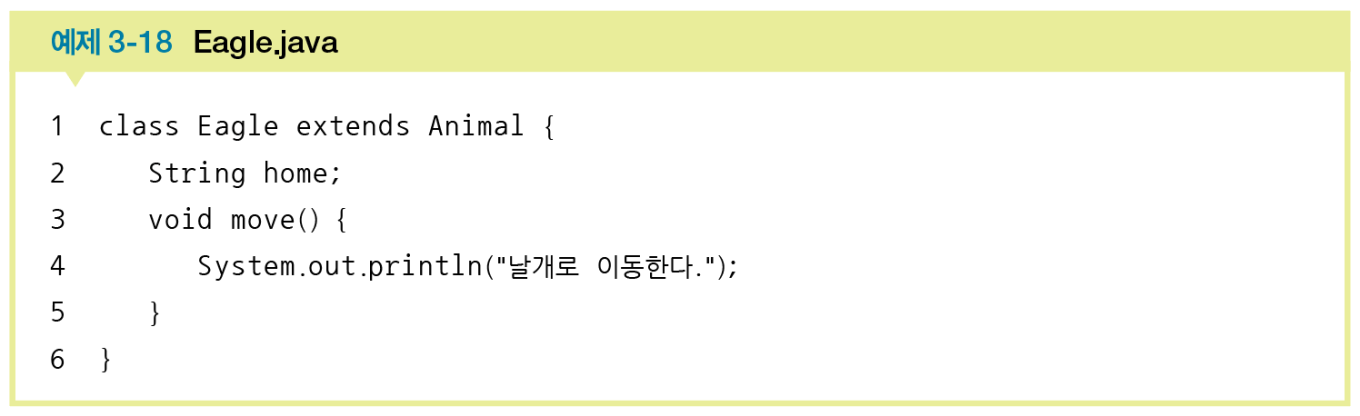 예제 3-18 Eagle.java
1 class Eagle extends Animal {
2 String home;
3 void move() {
4 System.out.println("날개로 이동한다.");
5 }
6 }